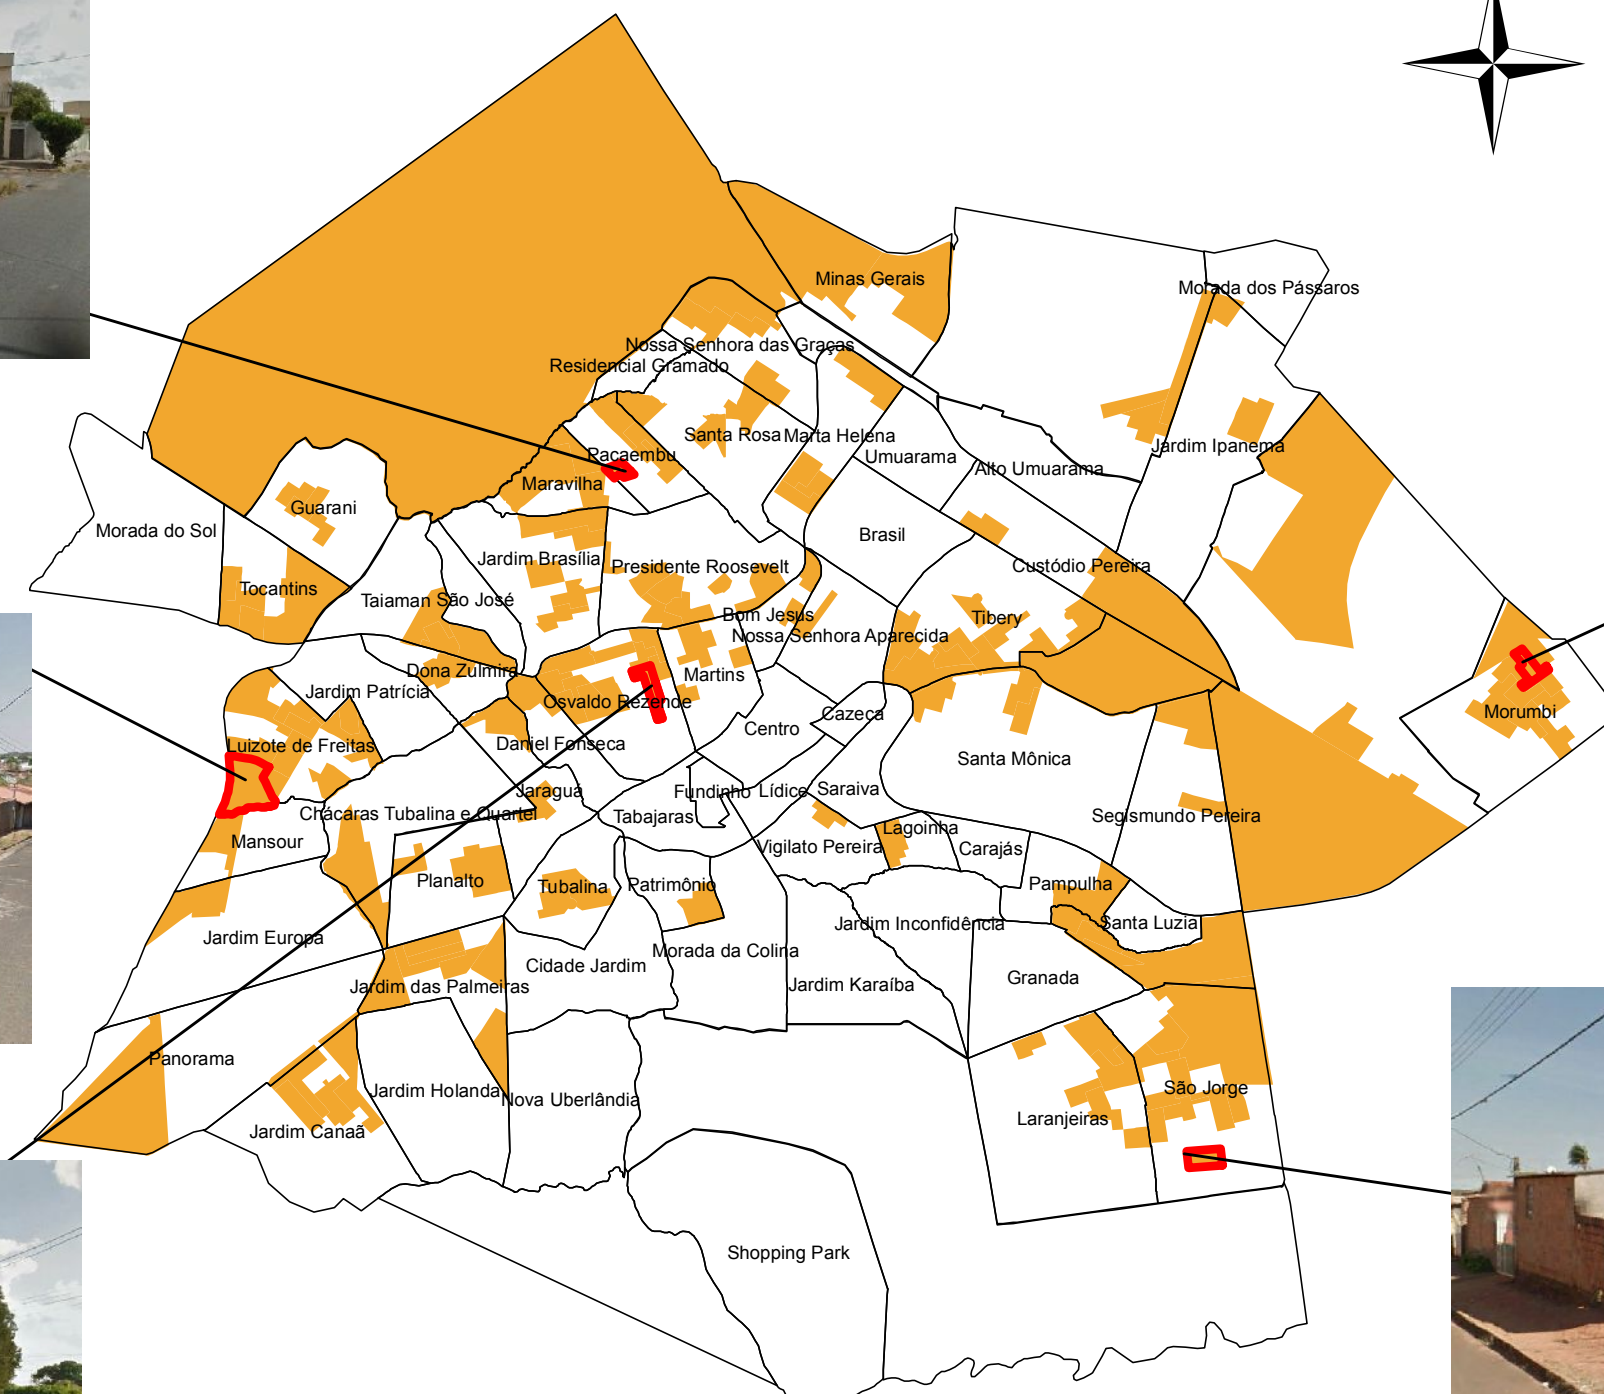 Minas Gerais
Morada dos Pássaros
Nossa Senhora das Graças
Residencial Gramado
Santa Rosa
Marta Helena
Jardim Ipanema
Pacaembu
Umuarama
Alto Umuarama
Maravilha
Guarani
Morada do Sol
Brasil
Jardim Brasília
Presidente Roosevelt
Custódio Pereira
Tocantins
Taiaman
São José
Bom Jesus
Tibery
Nossa Senhora Aparecida
Dona Zulmira
Martins
Jardim Patrícia
Osvaldo Rezende
Morumbi
Cazeca
Centro
Luizote de Freitas
Daniel Fonseca
Santa Mônica
Jaraguá
Fundinho
Lídice
Saraiva
Chácaras Tubalina e Quartel
Tabajaras
Segismundo Pereira
Lagoinha
Mansour
Vigilato Pereira
Carajás
Planalto
Tubalina
Patrimônio
Pampulha
Jardim Inconfidência
Santa Luzia
Jardim Europa
Morada da Colina
Cidade Jardim
Granada
Jardim das Palmeiras
Jardim Karaíba
Panorama
Jardim Holanda
São Jorge
Nova Uberlândia
Laranjeiras
Jardim Canaã
Shopping Park